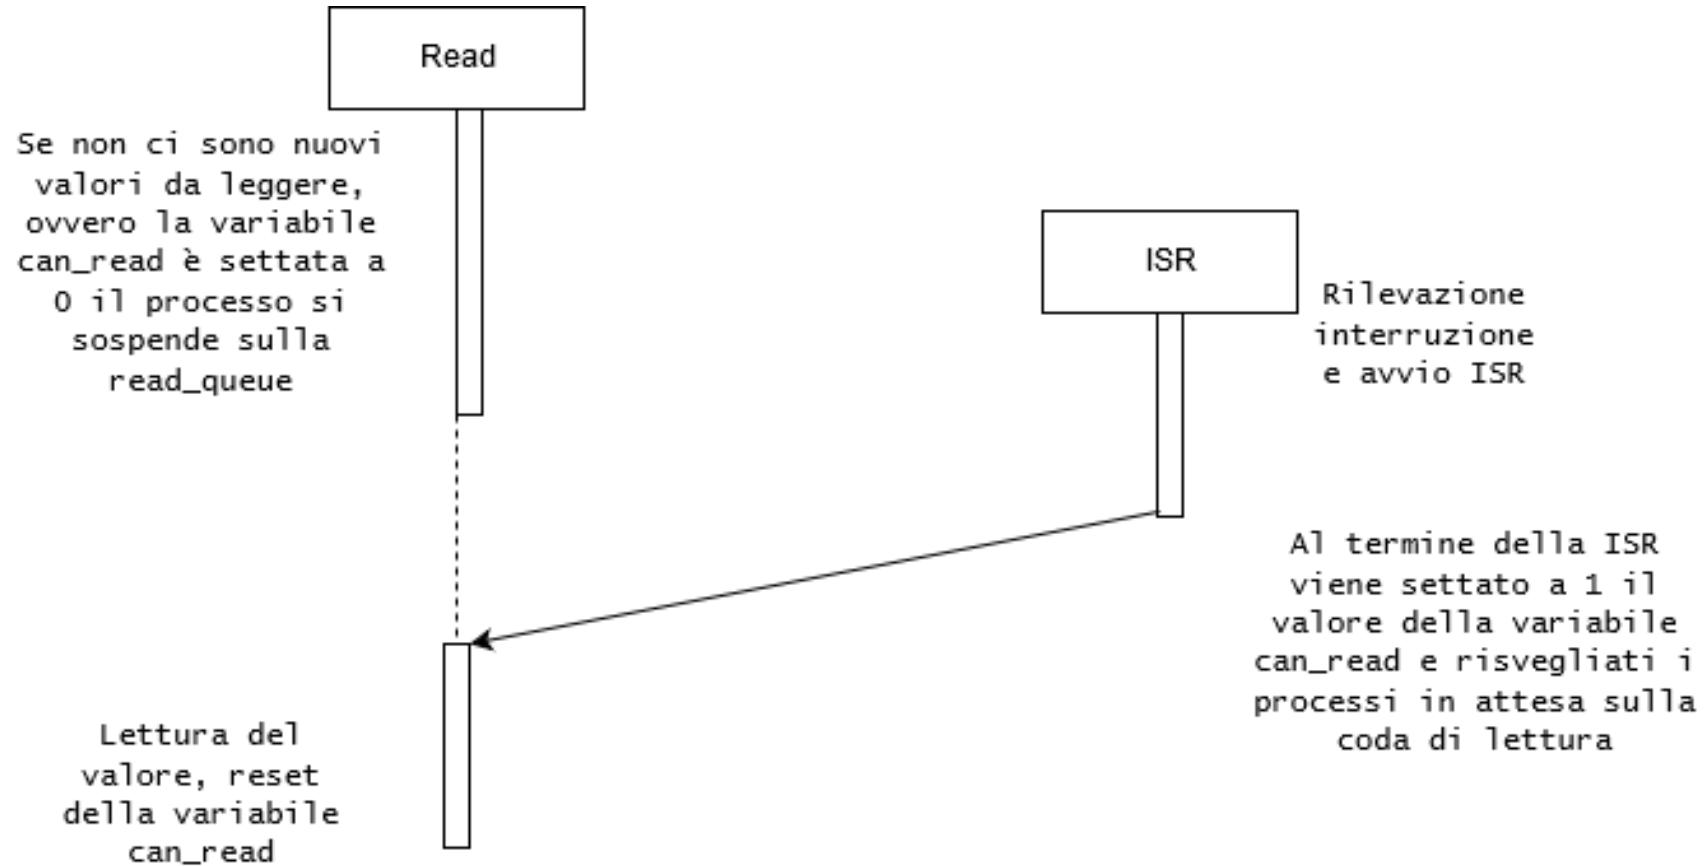 Read
Se non ci sono nuovi
valori da leggere,
ovvero la variabile
can_read è settata a
0 il processo si
sospende sulla
read_queue
ISR
Rilevazione
interruzione
e avvio ISR
Al termine della ISR
viene settato a 1 il
valore della variabile
can_read e risvegliati i
processi in attesa sulla
coda di lettura
Lettura del
valore, reset
della variabile
can_read